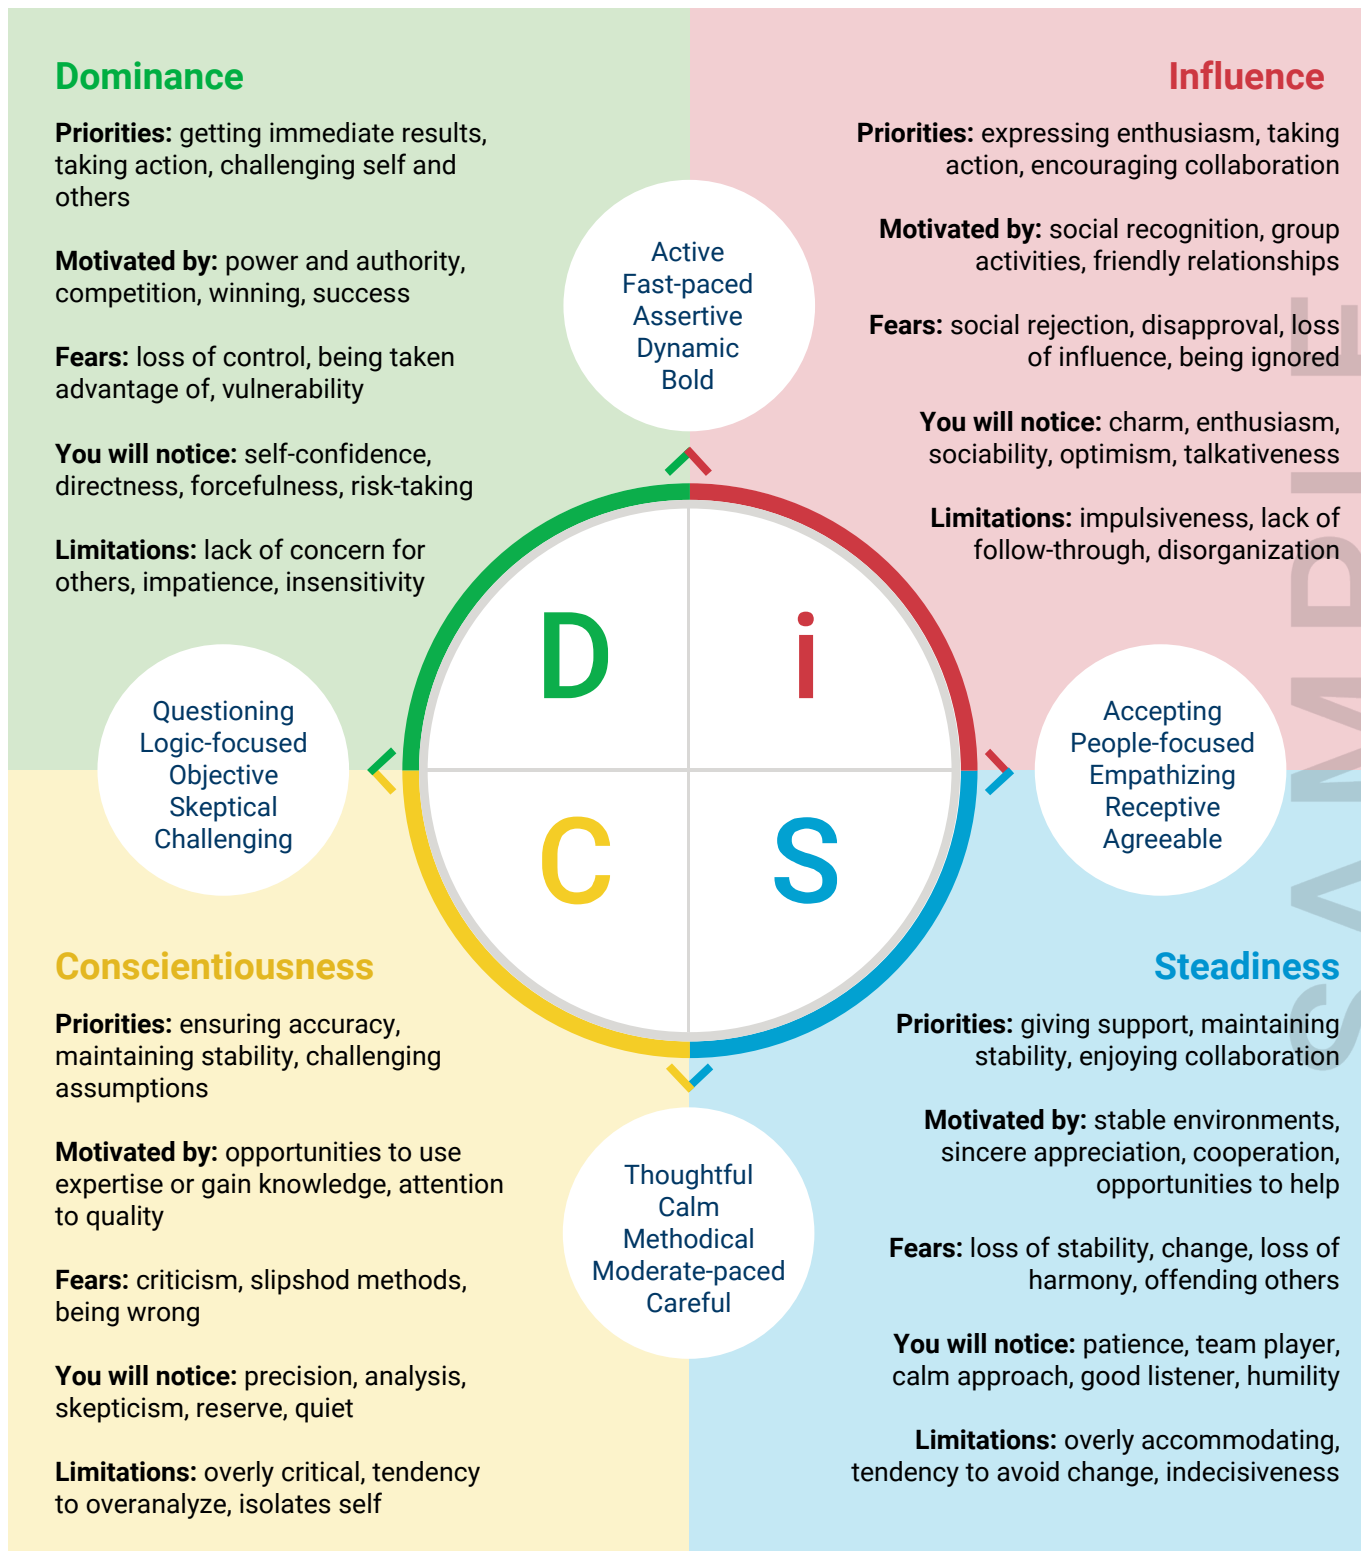 Dominance
Priorities: getting immediate results,
taking action, challenging self and
others
Motivated by: power and authority,
competition, winning, success
Fears: loss of control, being taken
advantage of, vulnerability
You will notice: self-confidence,
directness, forcefulness, risk-taking
Limitations: lack of concern for
others, impatience, insensitivity
Influence
Priorities: expressing enthusiasm, taking
action, encouraging collaboration
Motivated by: social recognition, group
activities, friendly relationships
Fears: social rejection, disapproval, loss
of influence, being ignored
You will notice: charm, enthusiasm,
sociability, optimism, talkativeness
Limitations: impulsiveness, lack of
follow-through, disorganization
Active
Fast-paced
Assertive
Dynamic
Bold
D
i
C
S
Questioning
Logic-focused
Objective
Skeptical
Challenging
Accepting
People-focused
Empathizing
Receptive
Agreeable
Conscientiousness
Priorities: ensuring accuracy,
maintaining stability, challenging
assumptions
Motivated by: opportunities to use
expertise or gain knowledge, attention
to quality
Fears: criticism, slipshod methods,
being wrong
You will notice: precision, analysis,
skepticism, reserve, quiet
Limitations: overly critical, tendency
to overanalyze, isolates self
Thoughtful
Calm
Methodical
Moderate-paced
Careful
Steadiness
Priorities: giving support, maintaining
stability, enjoying collaboration
Motivated by: stable environments,
sincere appreciation, cooperation,
opportunities to help
Fears: loss of stability, change, loss of
harmony, offending others
You will notice: patience, team player,
calm approach, good listener, humility
Limitations: overly accommodating,
tendency to avoid change, indecisiveness
SAMPLE